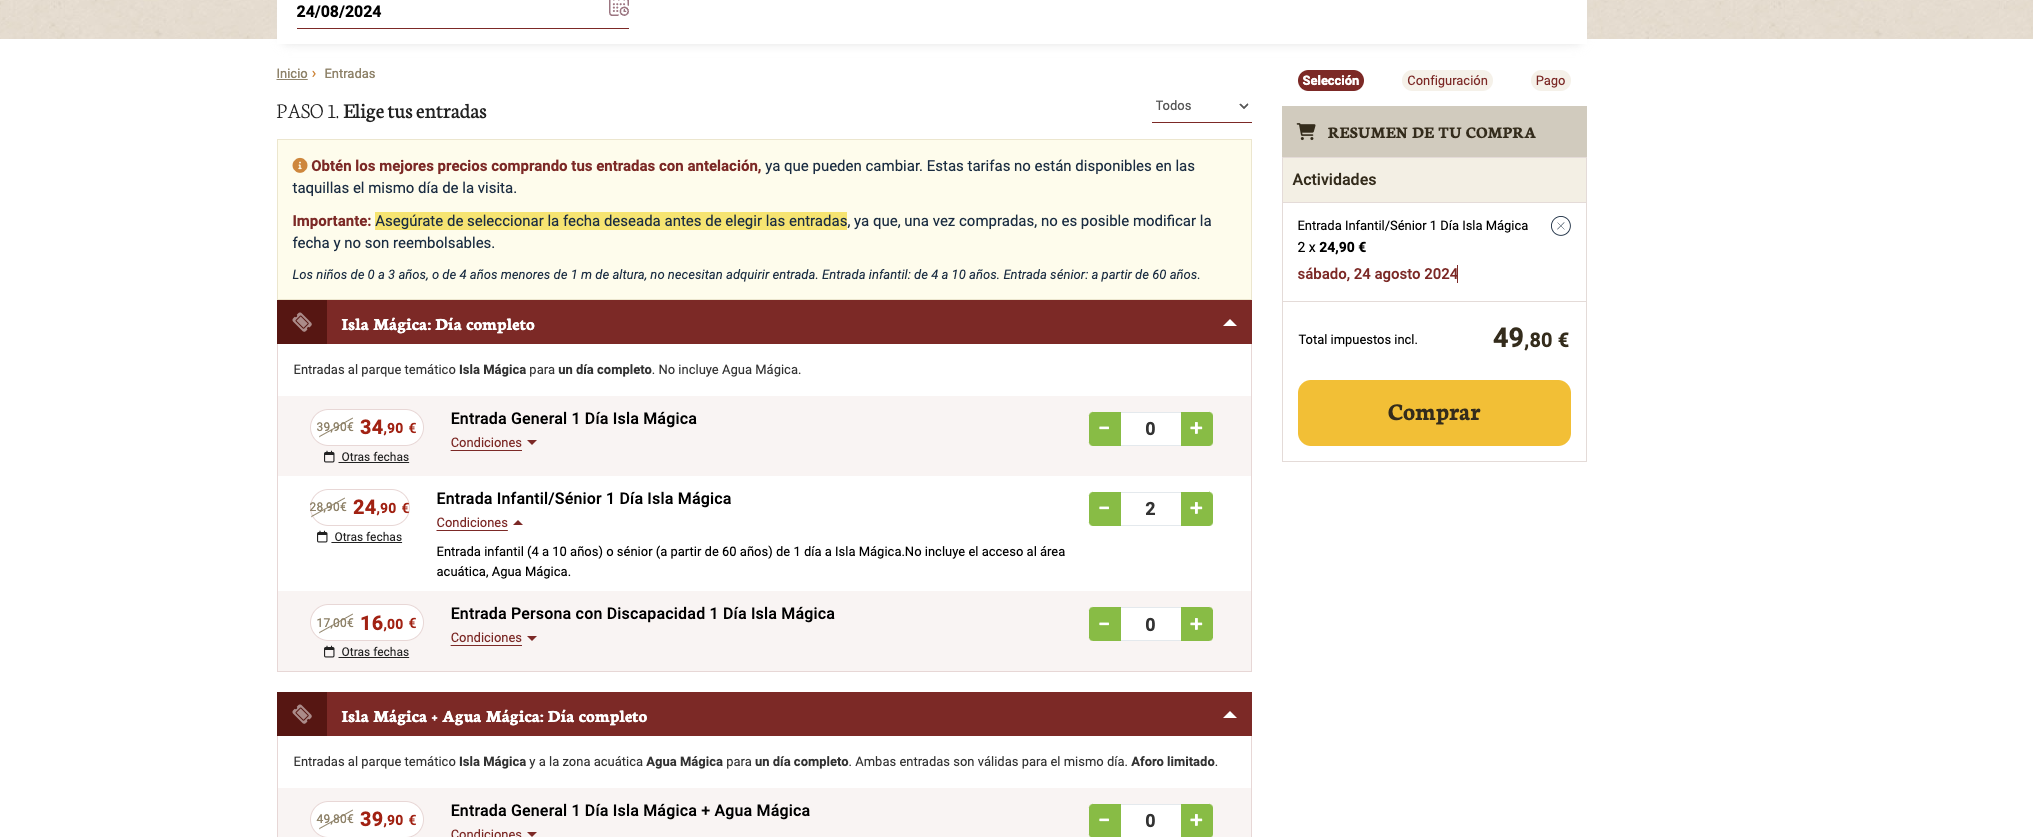 24/08/2024
Inicio › Entradas
PASO 1. Elige tus entradas
Todos
Obtén los mejores precios comprando tus entradas con antelación, ya que pueden cambiar. Estas tarifas no están disponibles en las
taquillas el mismo día de la visita.
Importante: Asegúrate de seleccionar la fecha deseada antes de elegir las entradas, ya que, una vez compradas, no es posible modificar la
fecha y no son reembolsables.
Los niños de 0 a 3 años, o de 4 años menores de 1 m de altura, no necesitan adquirir entrada. Entrada infantil: de 4 a 10 años. Entrada sénior: a partir de 60 años.
Isla Mágica: Día completo
Entradas al parque temático Isla Mágica para un día completo. No incluye Agua Mágica.
39,90€ 34,90 €
Otras fechas
Entrada General 1 Día Isla Mágica
Condiciones
− 0 +
28,90€ 24,90 €
Otras fechas
Entrada Infantil/Sénior 1 Día Isla Mágica
Condiciones
Entrada infantil (4 a 10 años) o sénior (a partir de 60 años) de 1 día a Isla Mágica.No incluye el acceso al área
acuática, Agua Mágica.
− 2 +
17,00€ 16,00 €
Otras fechas
Entrada Persona con Discapacidad 1 Día Isla Mágica
Condiciones
− 0 +
Isla Mágica + Agua Mágica: Día completo
Entradas al parque temático Isla Mágica y a la zona acuática Agua Mágica para un día completo. Ambas entradas son válidas para el mismo día. Aforo limitado.
49,80€ 39,90 €
Entrada General 1 Día Isla Mágica + Agua Mágica
Condiciones
− 0 +
Selección
Configuración
Pago
RESUMEN DE TU COMPRA
Actividades
Entrada Infantil/Sénior 1 Día Isla Mágica
2 x 24,90 €
sábado, 24 agosto 2024
Total impuestos incl. 49,80 €
Comprar